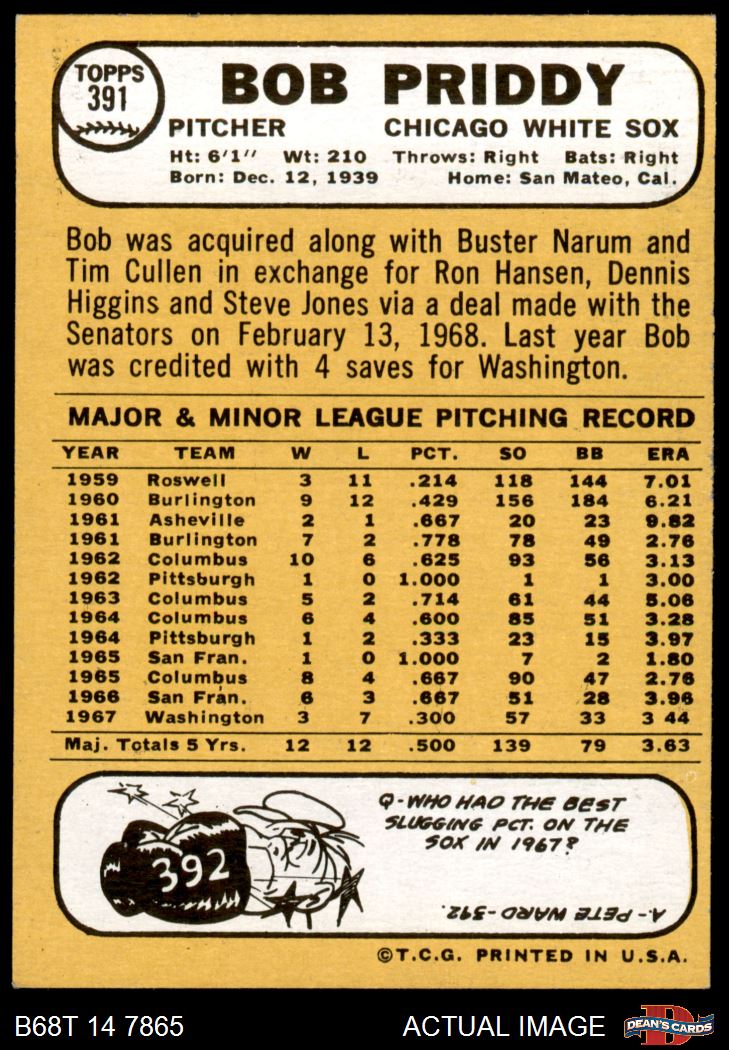 TOPPS
391
BOB PRIDDY
PITCHER CHICAGO WHITE SOX
Ht: 6'1" Wt: 210 Throws: Right Bats: Right
Born: Dec. 12, 1939 Home: San Mateo, Cal.
Bob was acquired along with Buster Narum and
Tim Cullen in exchange for Ron Hansen, Dennis
Higgins and Steve Jones via a deal made with the
Senators on February 13, 1968. Last year Bob
was credited with 4 saves for Washington.
MAJOR & MINOR LEAGUE PITCHING RECORD
YEAR TEAM W L PCT. SO BB ERA
1959 Roswell 3 11 .214 118 144 7.01
1960 Burlington 9 12 .429 156 184 6.21
1961 Asheville 2 1 .667 20 23 9.82
1961 Burlington 7 2 .778 78 49 2.76
1962 Columbus 10 6 .625 93 56 3.13
1962 Pittsburgh 1 0 1.000 1 1 3.00
1963 Columbus 5 2 .714 61 44 5.06
1964 Columbus 6 4 .600 85 51 3.28
1964 Pittsburgh 1 2 .333 23 15 3.97
1965 San Fran. 1 0 1.000 7 2 1.80
1965 Columbus 8 4 .667 90 47 2.76
1966 San Fran. 6 3 .667 51 28 3.96
1967 Washington 3 7 .300 57 33 3 44
Maj. Totals 5 Yrs. 12 12 .500 139 79 3.63
392
Q-WHO HAD THE BEST
SLUGGING PCT. ON THE
SOX IN 1967?
A-PETE WARD-.392.
©T.C.G. PRINTED IN U.S.A.
B68T 14 7865 ACTUAL IMAGE
D
DEAN'S CARDS